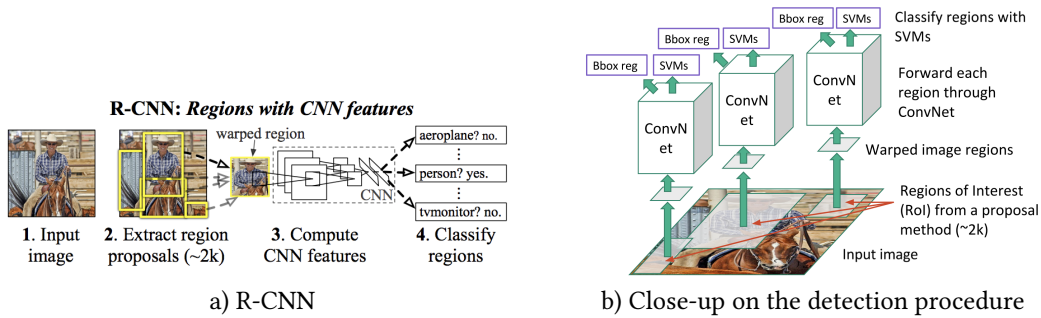 R-CNN: Regions with CNN features
warped region
aeroplane? no.
person? yes.
tvmonitor? no.
CNN
1. Input
image
2. Extract region
proposals (~2k)
3. Compute
CNN features
4. Classify
regions
a) R-CNN
Bbox reg
SVMs
Bbox reg
SVMs
Bbox reg
SVMs
ConvN
et
ConvN
et
ConvN
et
Classify regions with
SVMs
Forward each
region through
ConvNet
Warped image regions
Regions of Interest
(RoI) from a proposal
method (~2k)
Input image
b) Close-up on the detection procedure